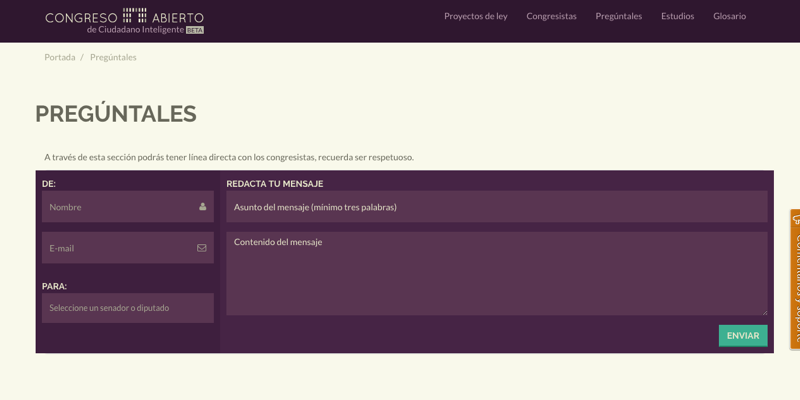 CONGRESO ABIERTO
de Ciudadano Inteligente BETA
Proyectos de ley
Congresistas
Pregúntales
Estudios
Glosario
Portada / Pregúntales
PREGÚNTALES
A través de esta sección podrás tener línea directa con los congresistas, recuerda ser respetuoso.
DE:
Nombre
E-mail
PARA:
Seleccione un senador o diputado
REDACTA TU MENSAJE
Asunto del mensaje (mínimo tres palabras)
Contenido del mensaje
ENVIAR